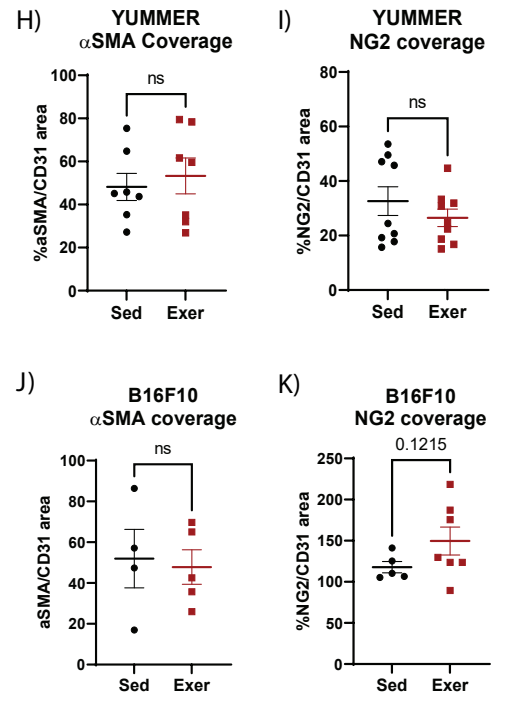 H)
YUMMER
αSMA Coverage
ns
%aSMA/CD31 area
100
80
60
40
20
0
Sed Exer
I)
YUMMER
NG2 coverage
ns
%NG2/CD31 area
80
60
40
20
0
Sed Exer
J)
B16F10
αSMA coverage
ns
aSMA/CD31 area
100
80
60
40
20
0
Sed Exer
K)
B16F10
NG2 coverage
0.1215
%NG2/CD31 area
250
200
150
100
50
0
Sed Exer